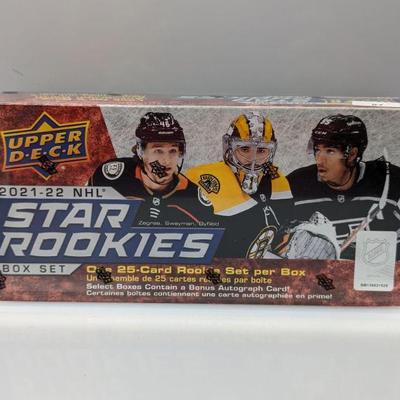 UPPER
D·E·C·K
2021-22 NHL®
STAR
ROOKIES
BOX SET
Zegras, Swayman, Byfield
One 25-Card Rookie Set per Box
Un ensemble de 25 cartes recrues par boîte
Select Boxes Contain a Bonus Autograph Card!
Certaines boîtes contiennent une carte autographiée en prime!
NHL